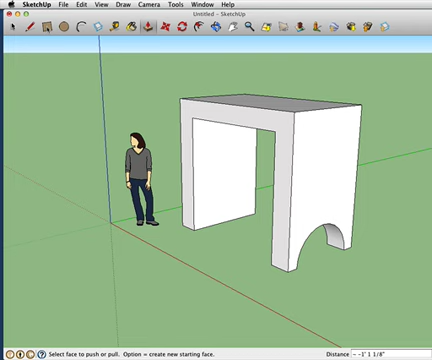 SketchUp File Edit View Camera Draw Tools Window Help
Untitled - SketchUp
Select face to push or pull. Option = create new starting face. Distance ~ -1' 1 1/8"